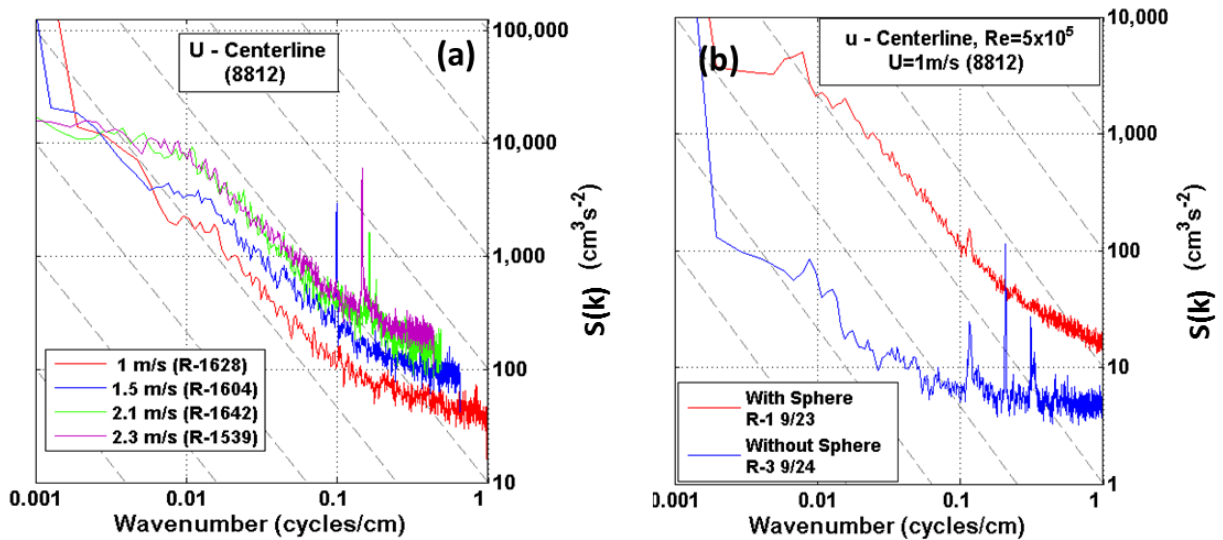 (a)
U - Centerline
(8812)
100,000
10,000
1,000
100
10
S(k) (cm³s⁻²)
1 m/s (R-1628)
1.5 m/s (R-1604)
2.1 m/s (R-1642)
2.3 m/s (R-1539)
0.001 0.01 0.1 1
Wavenumber (cycles/cm)
(b)
u - Centerline, Re=5x10⁵
U=1m/s (8812)
10,000
1,000
100
10
1
S(k) (cm³s⁻²)
With Sphere
R-1 9/23
Without Sphere
R-3 9/24
0.001 0.01 0.1 1
Wavenumber (cycles/cm)